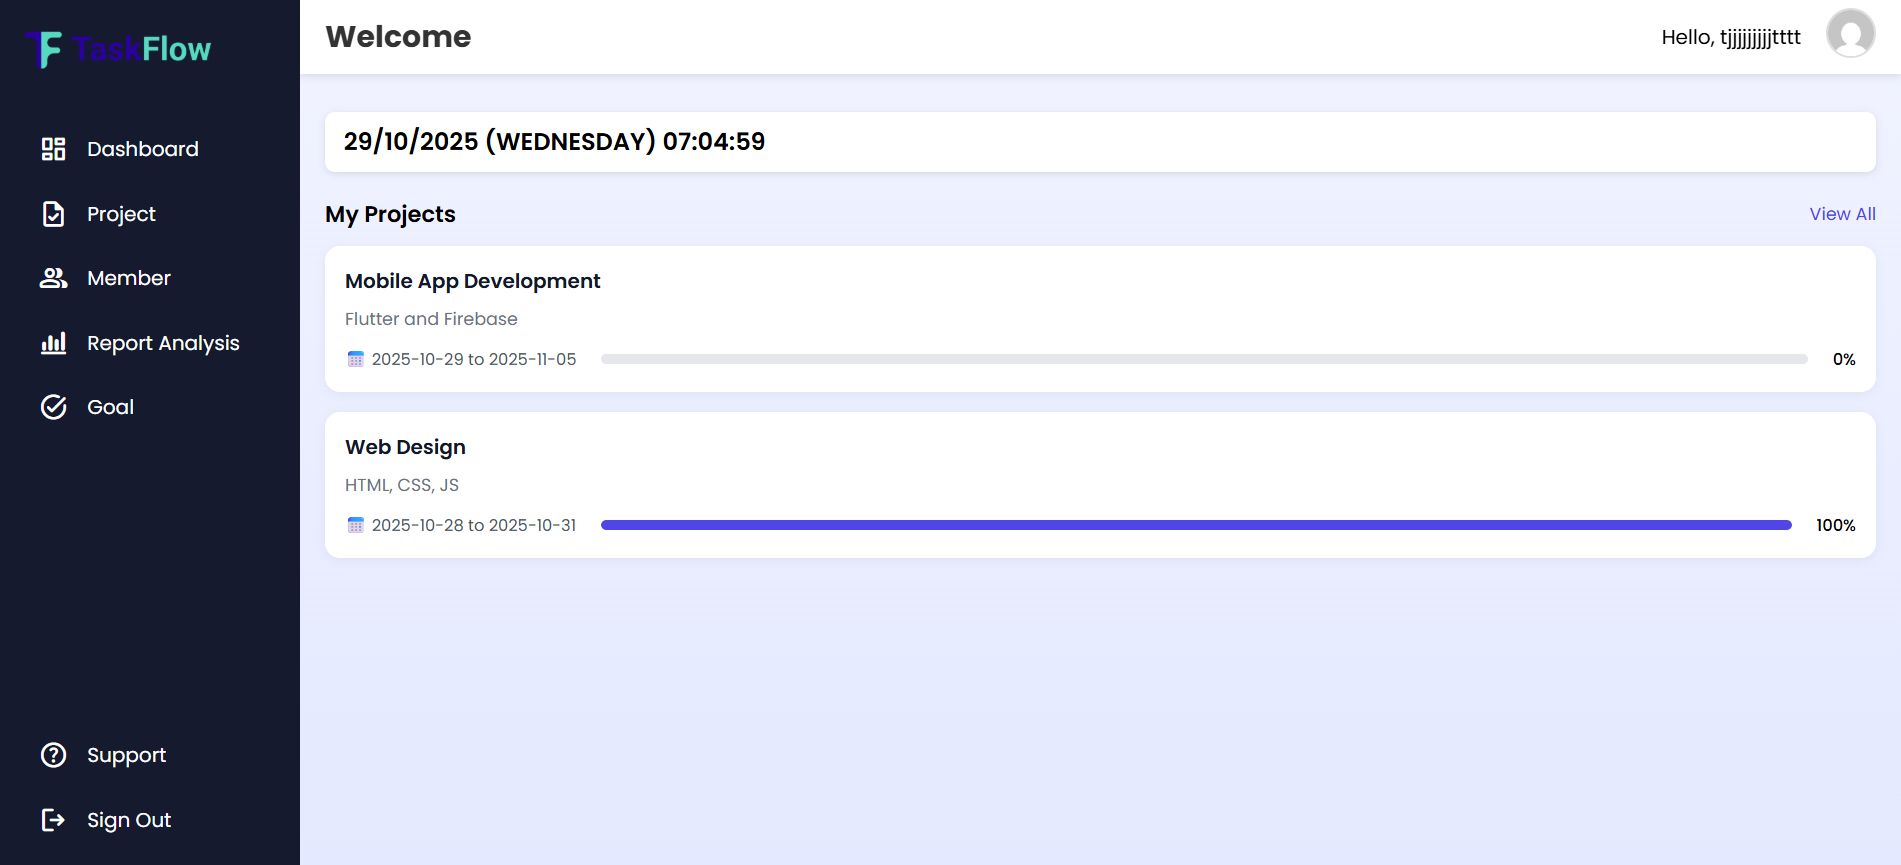 TaskFlow
Dashboard
Project
Member
Report Analysis
Goal
Support
Sign Out
Welcome
Hello, tjjjjjjjjjtttt
29/10/2025 (WEDNESDAY) 07:04:59
My Projects
View All
Mobile App Development
Flutter and Firebase
2025-10-29 to 2025-11-05
0%
Web Design
HTML, CSS, JS
2025-10-28 to 2025-10-31
100%